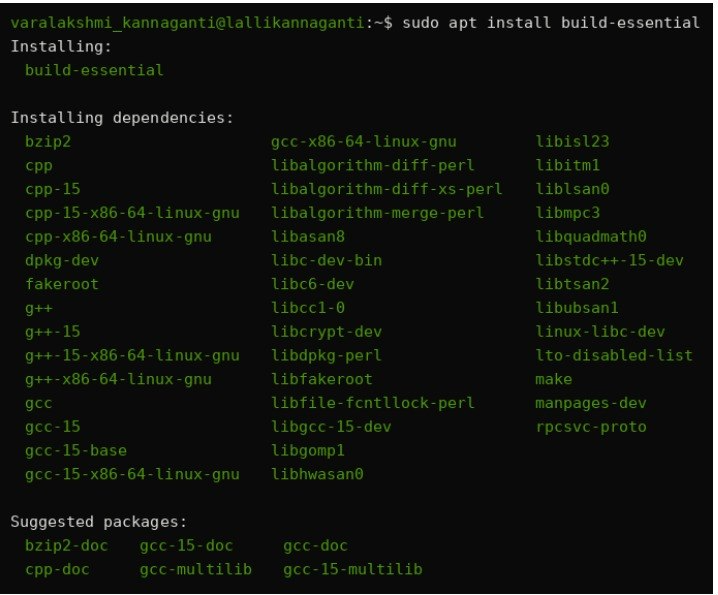 varalakshmi_kannaganti@lallikannaganti:~$ sudo apt install build-essential
Installing:
build-essential
Installing dependencies:
bzip2 gcc-x86-64-linux-gnu libisl23
cpp libalgorithm-diff-perl libitm1
cpp-15 libalgorithm-diff-xs-perl liblsan0
cpp-15-x86-64-linux-gnu libalgorithm-merge-perl libmpc3
cpp-x86-64-linux-gnu libasan8 libquadmath0
dpkg-dev libc-dev-bin libstdc++-15-dev
fakeroot libc6-dev libtsan2
g++ libcc1-0 libubsan1
g++-15 libcrypt-dev linux-libc-dev
g++-15-x86-64-linux-gnu libdpkg-perl lto-disabled-list
g++-x86-64-linux-gnu libfakeroot make
gcc libfile-fcntllock-perl manpages-dev
gcc-15 libgcc-15-dev rpcsvc-proto
gcc-15-base libgomp1
gcc-15-x86-64-linux-gnu libhwasan0
Suggested packages:
bzip2-doc gcc-15-doc gcc-doc
cpp-doc gcc-multilib gcc-15-multilib